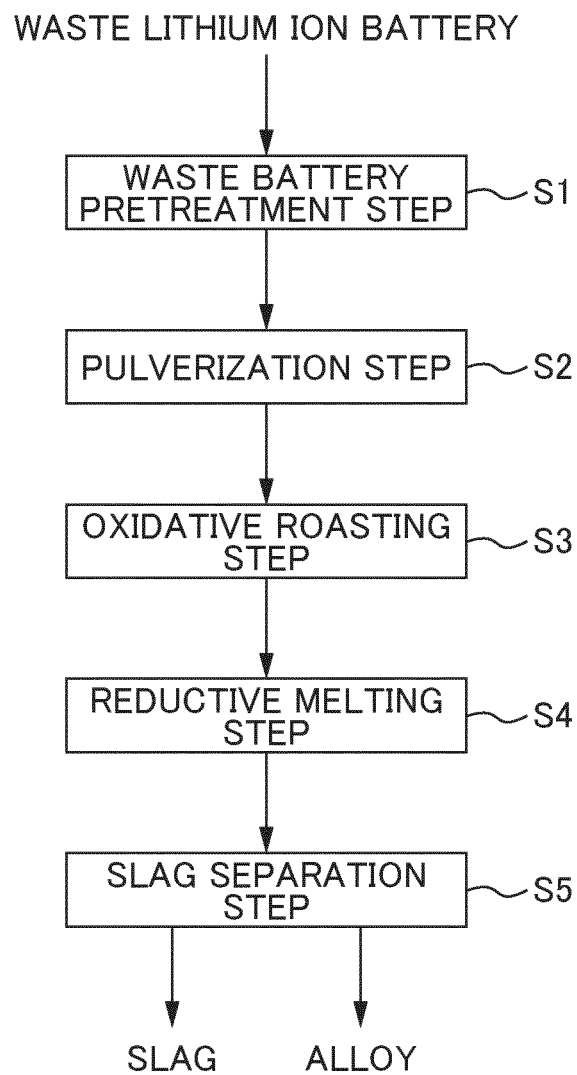 WASTE LITHIUM ION BATTERY
WASTE BATTERY
PRETREATMENT STEP
S1
PULVERIZATION STEP
S2
OXIDATIVE ROASTING
STEP
S3
REDUCTIVE MELTING
STEP
S4
SLAG SEPARATION
STEP
S5
SLAG
ALLOY